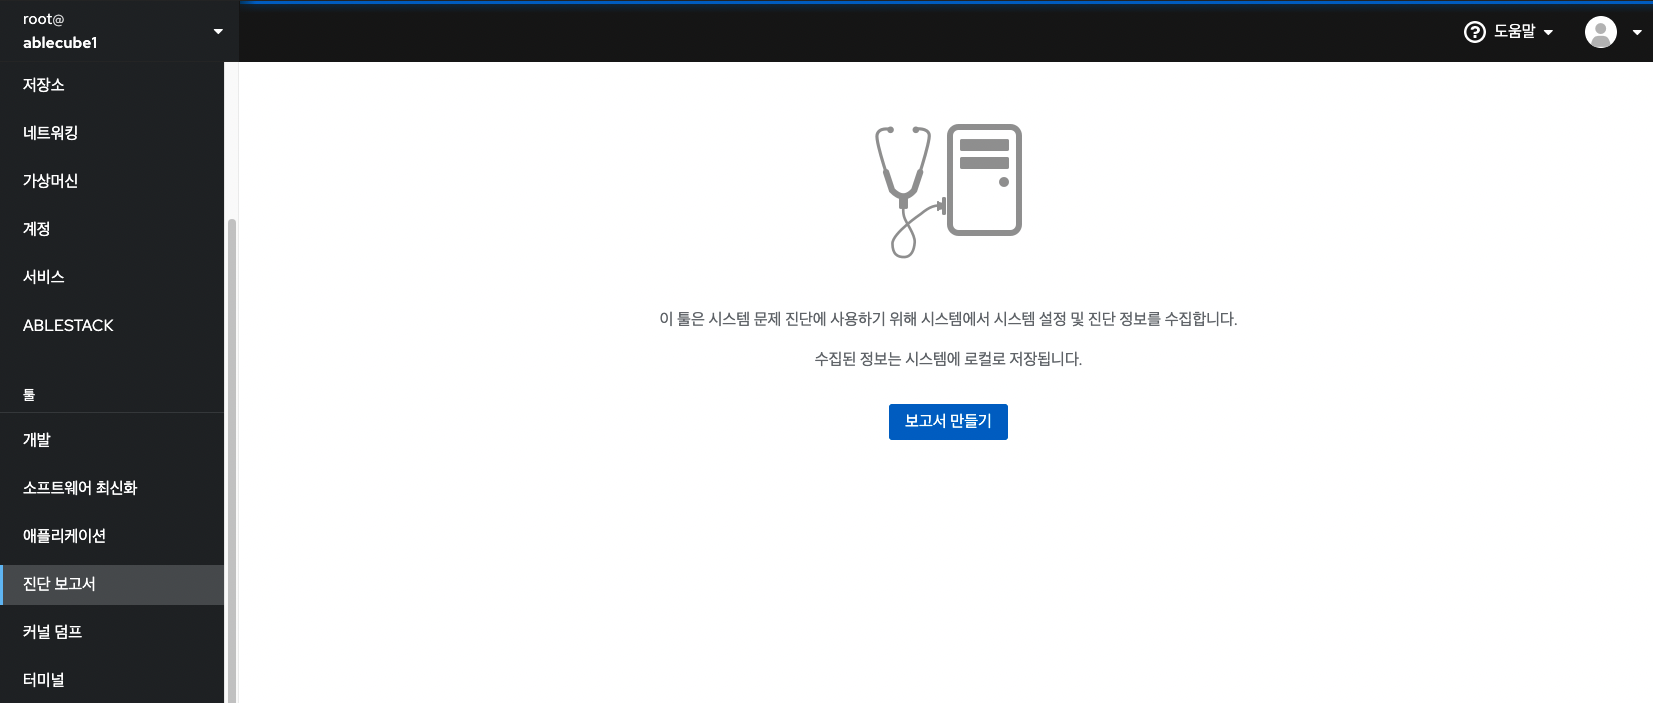 root@
ablecube1
도움말
저장소
네트워킹
가상머신
계정
서비스
ABLESTACK
툴
개발
소프트웨어 최신화
애플리케이션
진단 보고서
커널 덤프
터미널
이 툴은 시스템 문제 진단에 사용하기 위해 시스템에서 시스템 설정 및 진단 정보를 수집합니다.
수집된 정보는 시스템에 로컬로 저장됩니다.
보고서 만들기